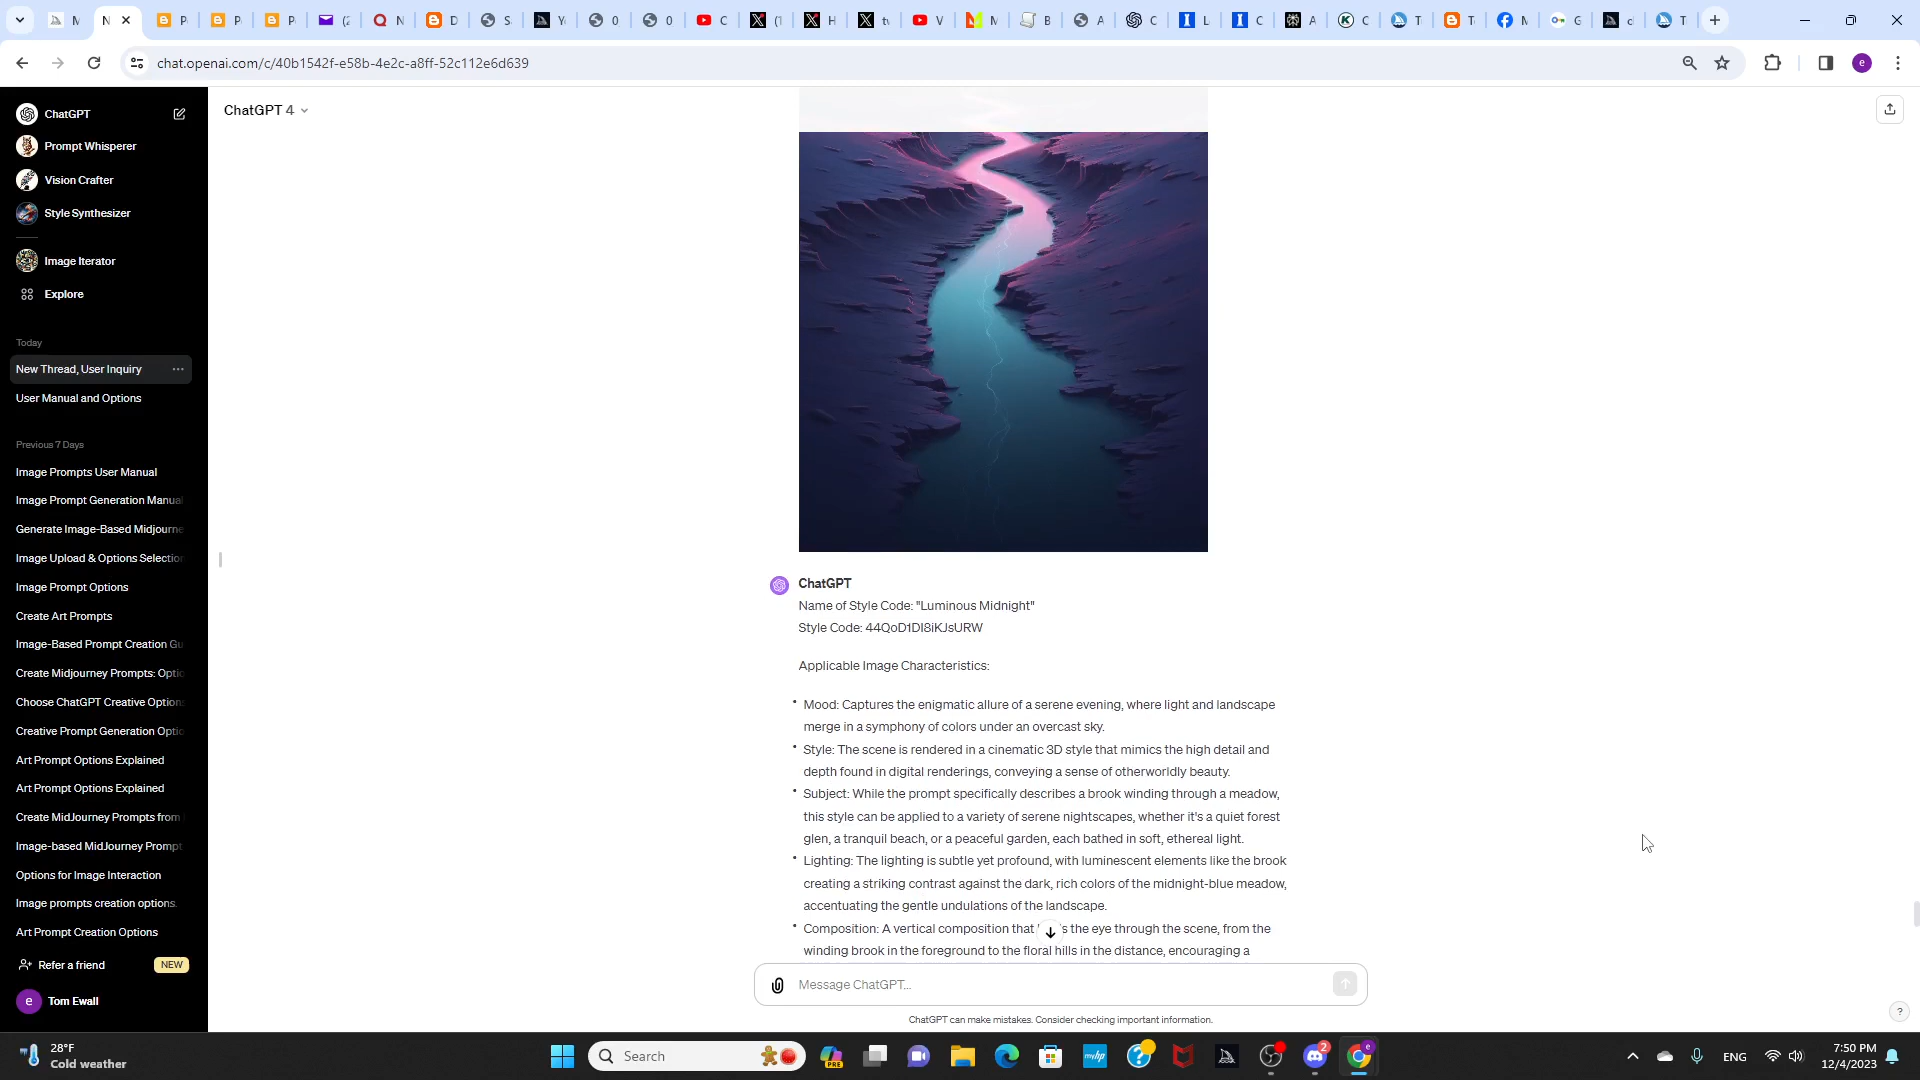 M
N
P
P
P
(2
N
D
S
Y
0
0
C
(1
H
tv
V
M
B
A
C
L
C
A
C
T
T
M
G
cl
T
chat.openai.com/c/40b1542f-e58b-4e2c-a8ff-52c112e6d639
e
ChatGPT
Prompt Whisperer
Vision Crafter
Style Synthesizer
Image Iterator
Explore
Today
New Thread, User Inquiry
User Manual and Options
Previous 7 Days
Image Prompts User Manual
Image Prompt Generation Manual
Generate Image-Based Midjourne
Image Upload & Options Selection
Image Prompt Options
Create Art Prompts
Image-Based Prompt Creation Gu
Create Midjourney Prompts: Optio
Choose ChatGPT Creative Options
Creative Prompt Generation Optio
Art Prompt Options Explained
Art Prompt Options Explained
Create MidJourney Prompts from
Image-based MidJourney Prompt
Options for Image Interaction
Image prompts creation options.
Art Prompt Creation Options
Refer a friend NEW
e Tom Ewall
ChatGPT 4
ChatGPT
Name of Style Code: "Luminous Midnight"
Style Code: 44QoD1DI8iKJsURW
Applicable Image Characteristics:
• Mood: Captures the enigmatic allure of a serene evening, where light and landscape
merge in a symphony of colors under an overcast sky.
• Style: The scene is rendered in a cinematic 3D style that mimics the high detail and
depth found in digital renderings, conveying a sense of otherworldly beauty.
• Subject: While the prompt specifically describes a brook winding through a meadow,
this style can be applied to a variety of serene nightscapes, whether it's a quiet forest
glen, a tranquil beach, or a peaceful garden, each bathed in soft, ethereal light.
• Lighting: The lighting is subtle yet profound, with luminescent elements like the brook
creating a striking contrast against the dark, rich colors of the midnight-blue meadow,
accentuating the gentle undulations of the landscape.
• Composition: A vertical composition that the eye through the scene, from the
winding brook in the foreground to the floral hills in the distance, encouraging a
Message ChatGPT...
ChatGPT can make mistakes. Consider checking important information.
?
28°F
Cold weather
Search
PRE
myhp
2
e
ENG
7:50 PM
12/4/2023